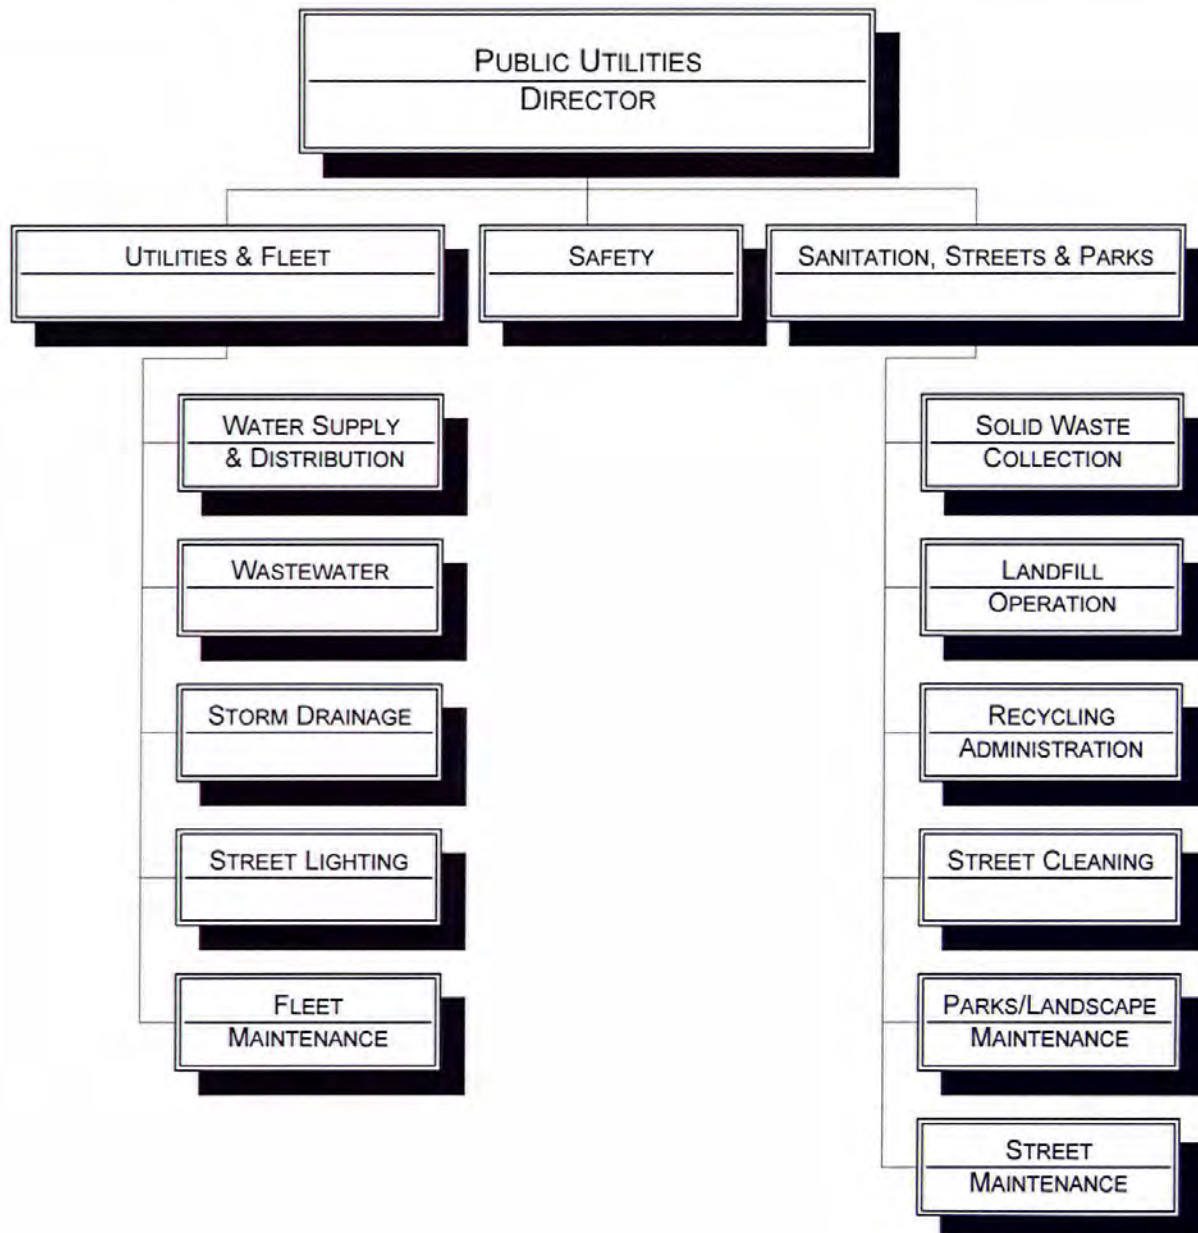 PUBLIC UTILITIES
DIRECTOR
UTILITIES & FLEET
SAFETY
SANITATION, STREETS & PARKS
WATER SUPPLY
& DISTRIBUTION
WASTEWATER
STORM DRAINAGE
STREET LIGHTING
FLEET
MAINTENANCE
SOLID WASTE
COLLECTION
LANDFILL
OPERATION
RECYCLING
ADMINISTRATION
STREET CLEANING
PARKS/LANDSCAPE
MAINTENANCE
STREET
MAINTENANCE